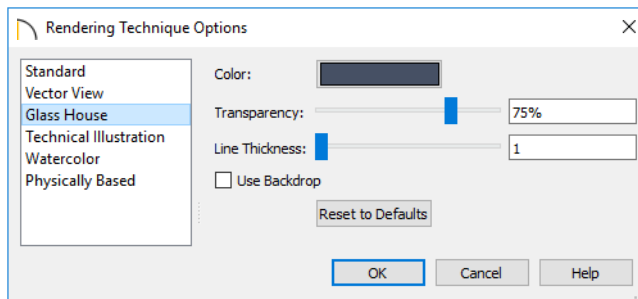 Rendering Technique Options
Standard
Vector View
Glass House
Technical Illustration
Watercolor
Physically Based
Color:
Transparency: 75%
Line Thickness: 1
Use Backdrop
Reset to Defaults
OK Cancel Help